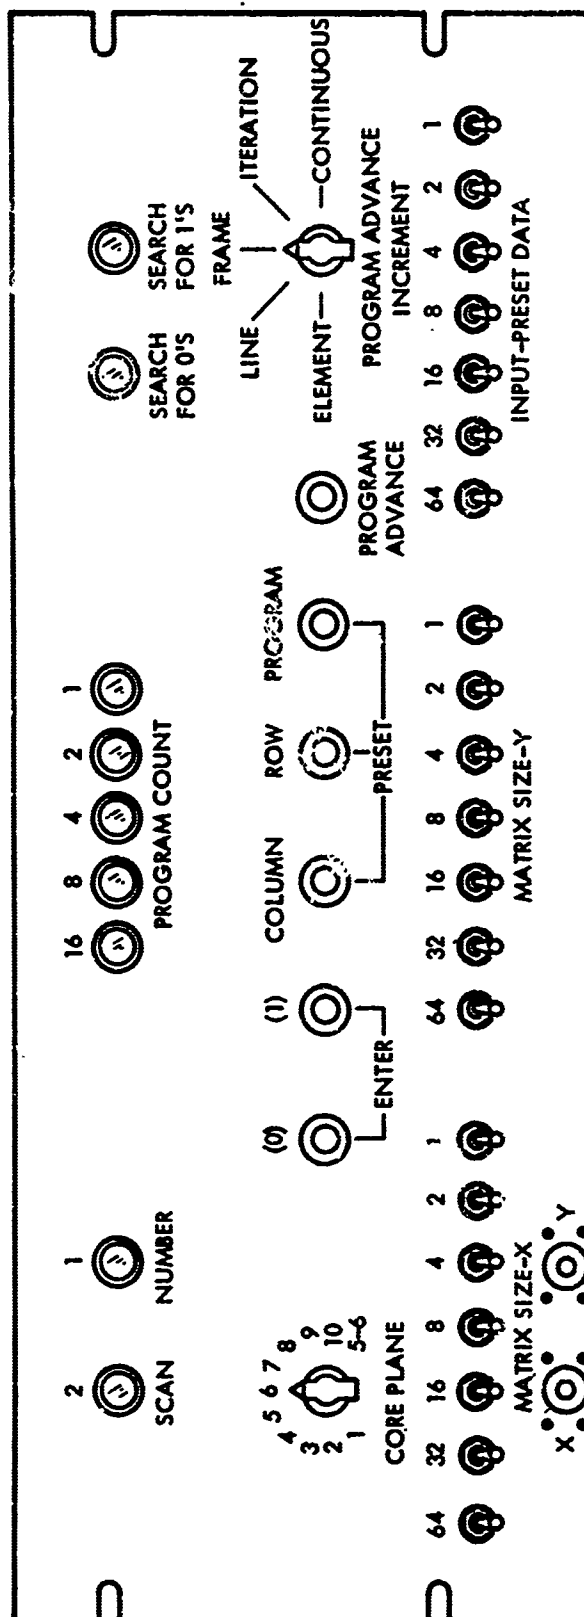 2 1
SCAN NUMBER
16 8 4 2 1
PROGRAM COUNT
SEARCH
FOR 0'S
SEARCH
FOR 1'S
1
2
3
4
5
6
7
8
9
10
5-6
CORE PLANE
(0) (1)
ENTER
COLUMN ROW PROGRAM
PRESET
PROGRAM
ADVANCE
ELEMENT
LINE
FRAME
ITERATION
CONTINUOUS
PROGRAM ADVANCE
INCREMENT
64 32 16 8 4 2 1
MATRIX SIZE-X
64 32 16 8 4 2 1
MATRIX SIZE-Y
64 32 16 8 4 2 1
INPUT-PRESET DATA
X Y